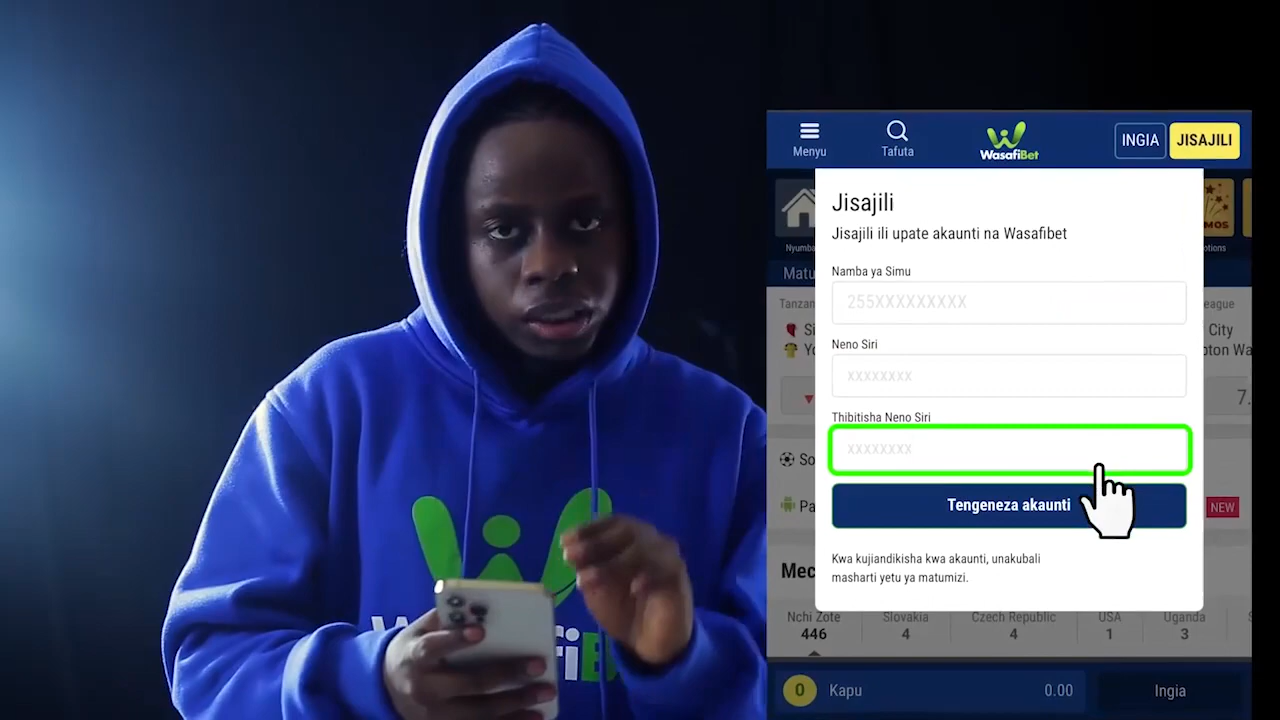 Menyu
Tafuta
WasafiBet
INGIA
JISAJILI
Jisajili
Jisajili ili upate akaunti na Wasafibet
Namba ya Simu
255XXXXXXXXX
Neno Siri
xxxxxxxx
Thibitisha Neno Siri
xxxxxxxx
Tengeneza akaunti
Kwa kujiandikisha kwa akaunti, unakubali
masharti yetu ya matumizi.
City
7.
NEW
Nchi Zote
Slovakia
Czech Republic
USA
Uganda
446
4
4
1
3
0
Kapu
0.00
Ingia